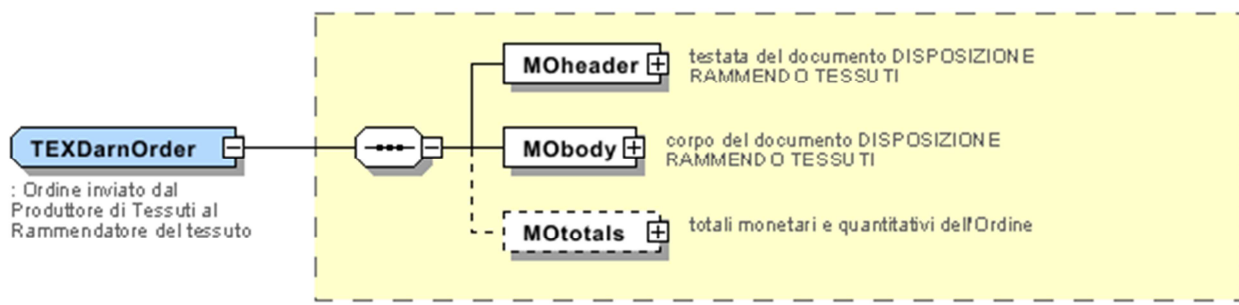 TEXDarnOrder
: Ordine inviato dal
Produttore di Tessuti al
Rammendatore del tessuto
MOheader
testata del documento DISPOSIZIONE
RAMMENDO TESSUTI
MObody
corpo del documento DISPOSIZIONE
RAMMENDO TESSUTI
MOtotals
totali monetari e quantitativi dell'Ordine